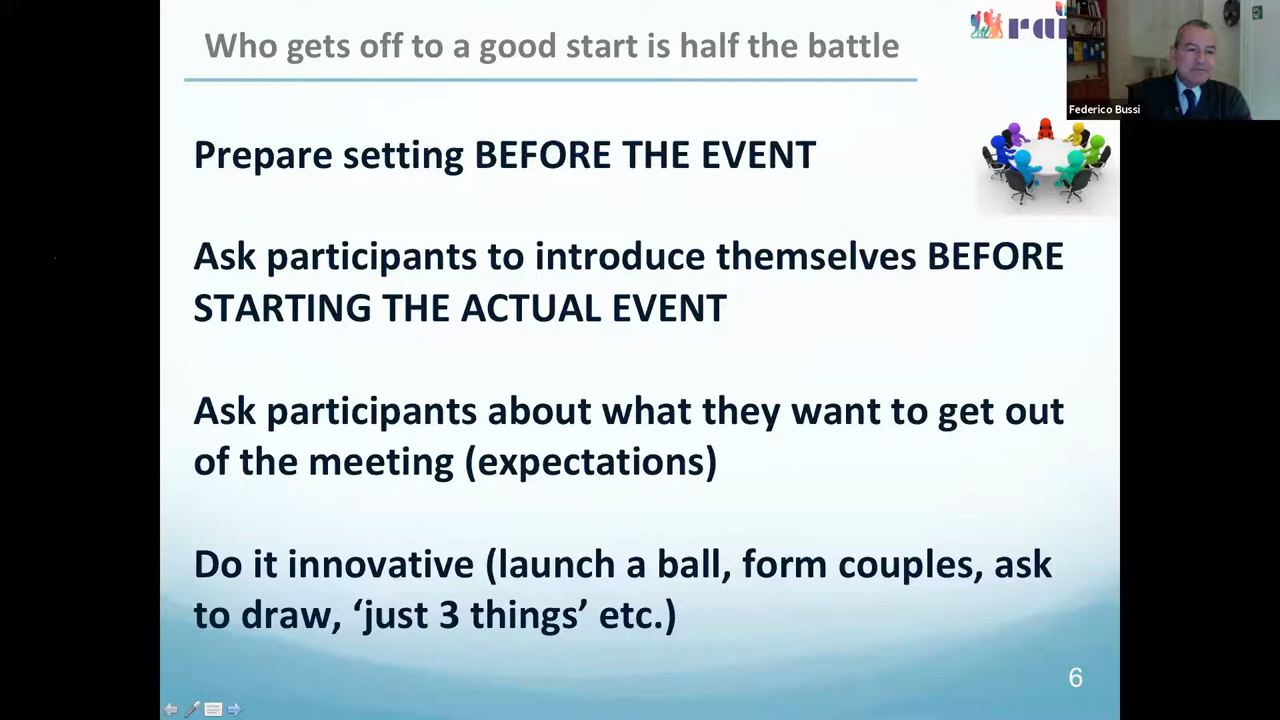 Who gets off to a good start is half the battle
rai
Federico Bussi
Prepare setting BEFORE THE EVENT
Ask participants to introduce themselves BEFORE
STARTING THE ACTUAL EVENT
Ask participants about what they want to get out
of the meeting (expectations)
Do it innovative (launch a ball, form couples, ask
to draw, ‘just 3 things’ etc.)
6